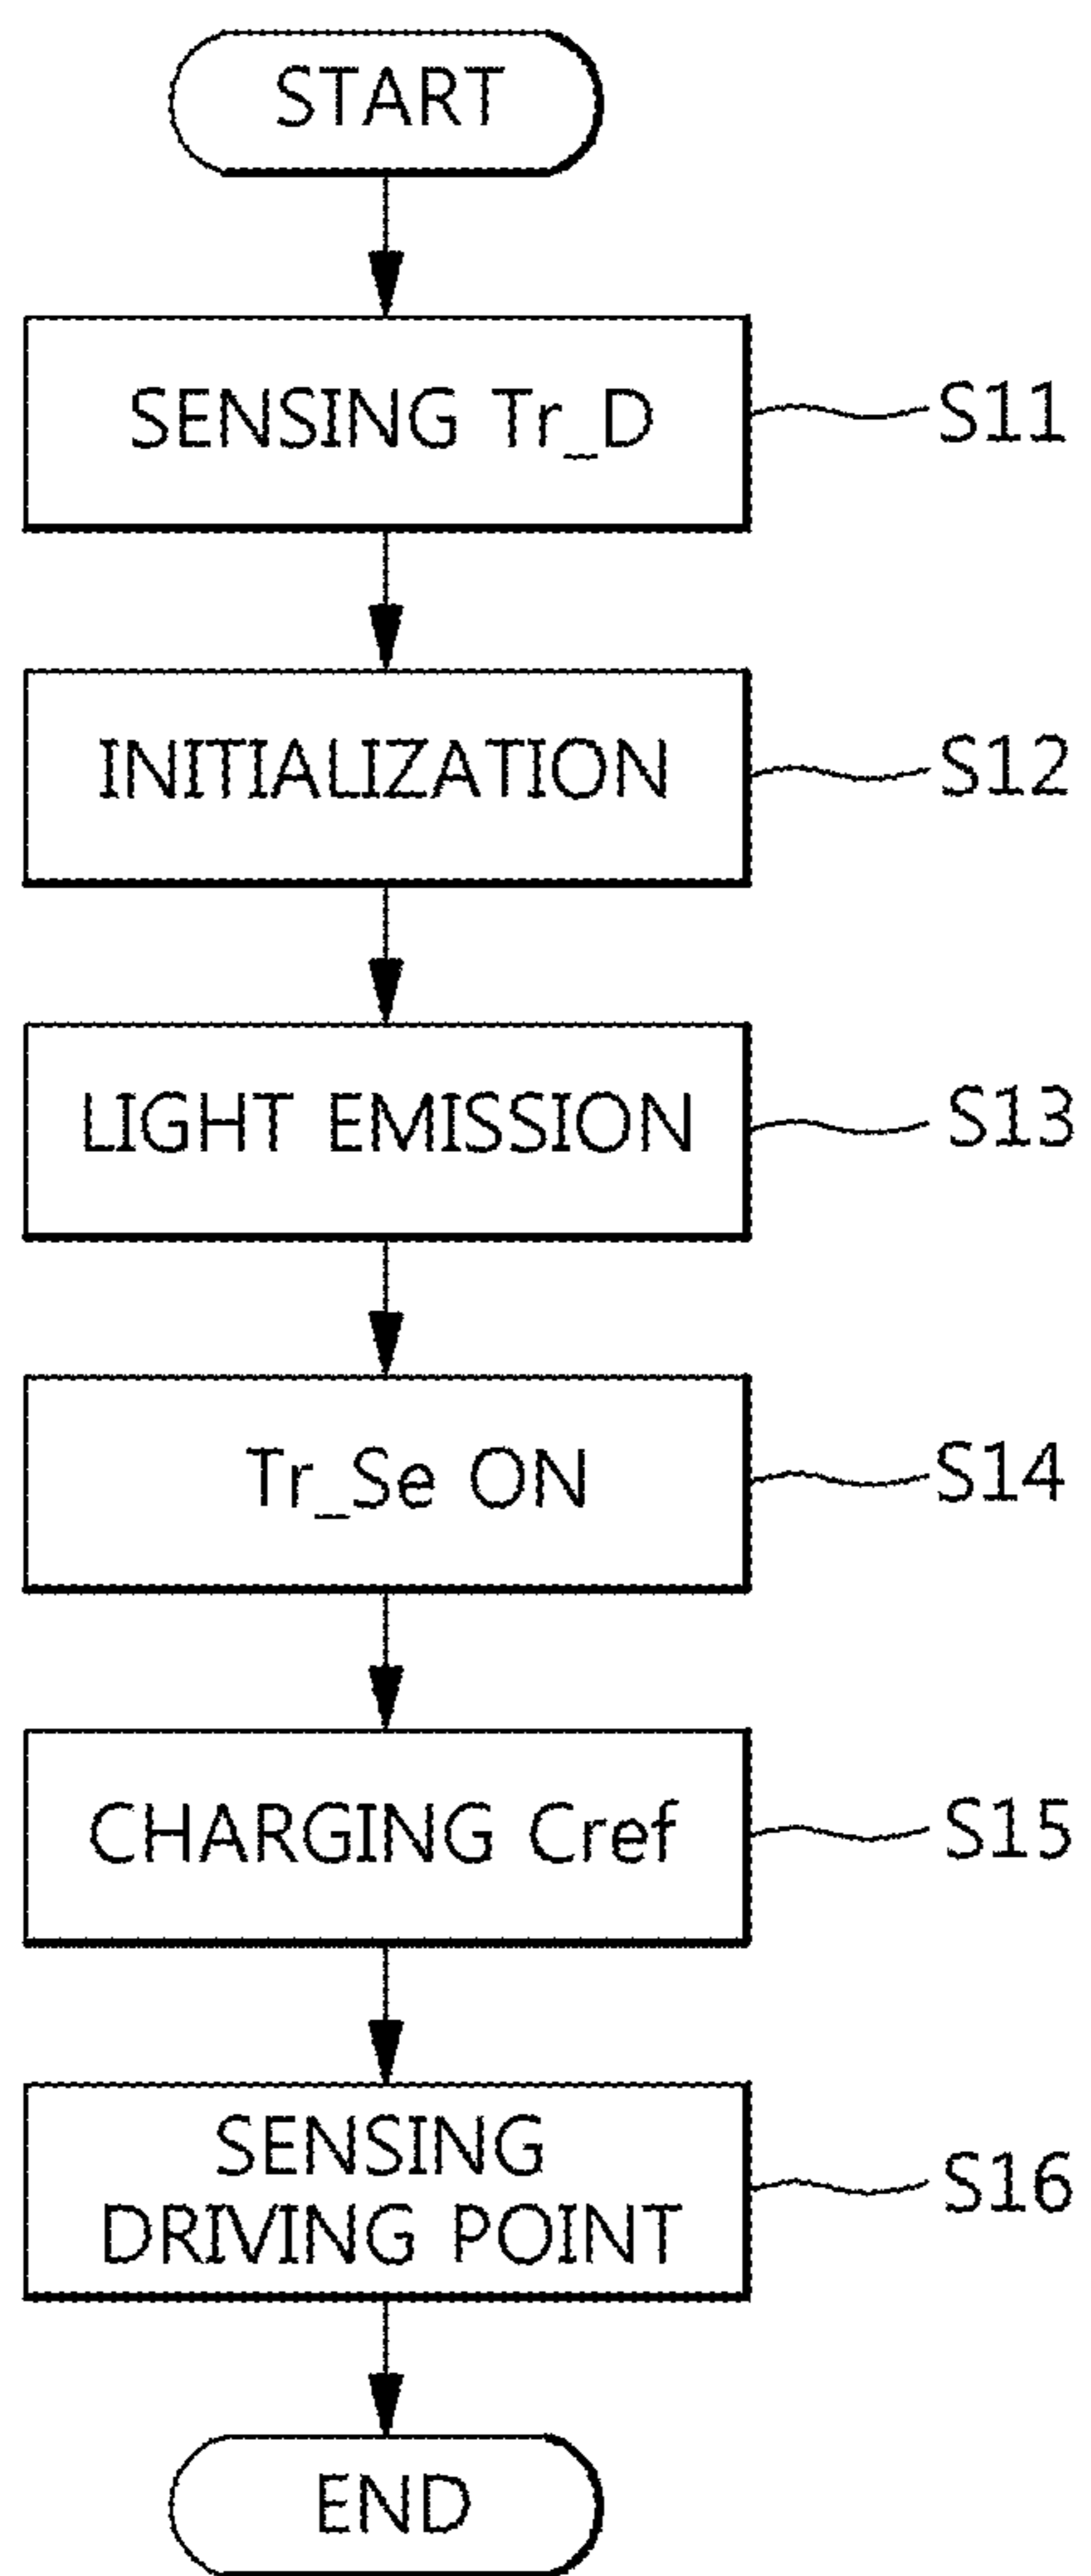 START
SENSING Tr_D
S11
INITIALIZATION
S12
LIGHT EMISSION
S13
Tr_Se ON
S14
CHARGING Cref
S15
SENSING
DRIVING POINT
S16
END